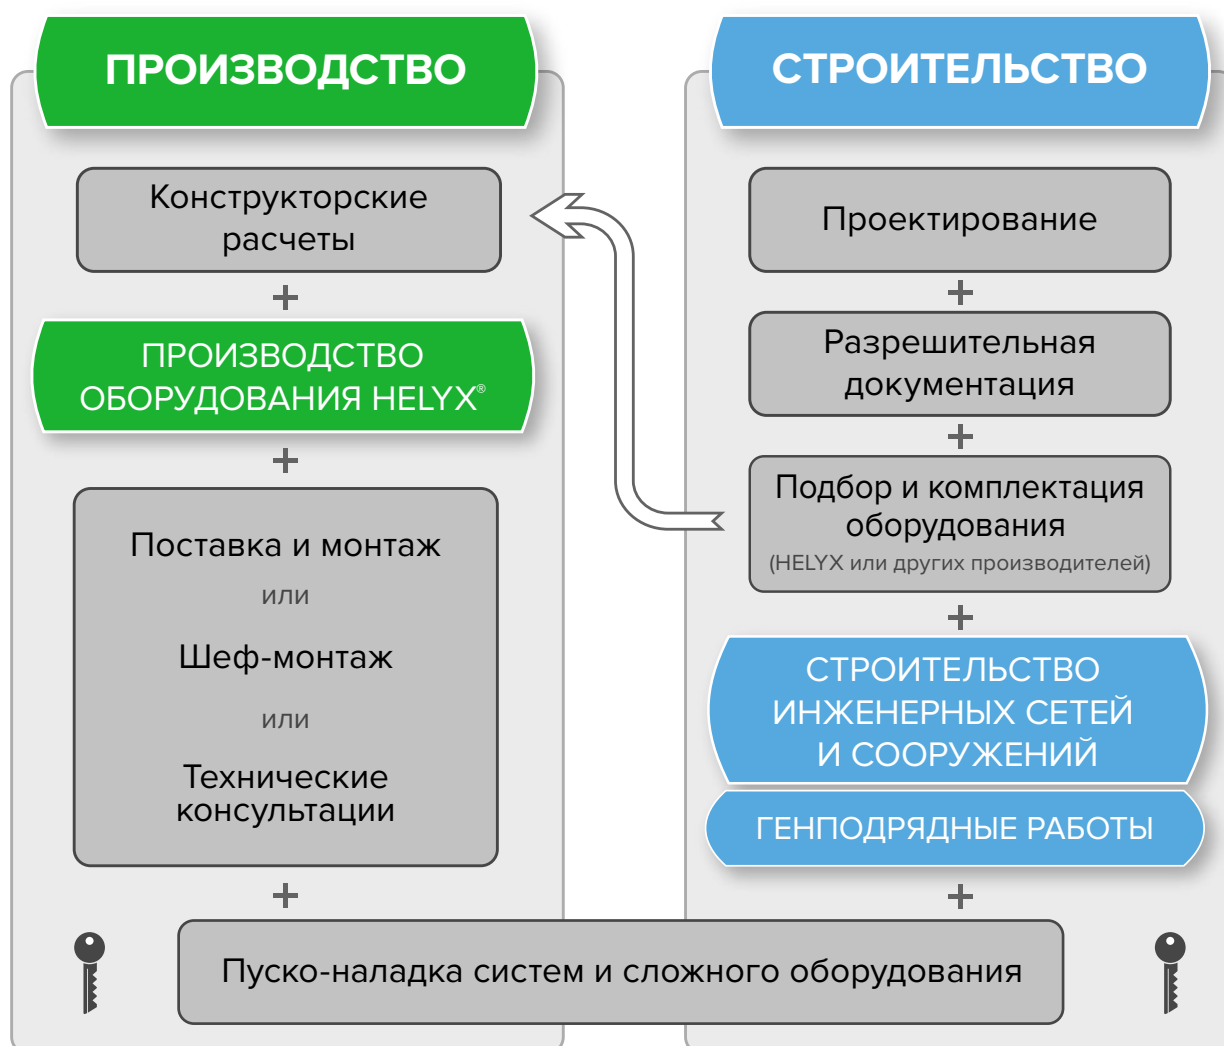 ПРОИЗВОДСТВО
Конструкторские
расчеты
+
ПРОИЗВОДСТВО
ОБОРУДОВАНИЯ HELYX®
+
Поставка и монтаж
или
Шеф-монтаж
или
Технические
консультации
+
СТРОИТЕЛЬСТВО
Проектирование
+
Разрешительная
документация
+
Подбор и комплектация
оборудования
(HELYX или других производителей)
+
СТРОИТЕЛЬСТВО
ИНЖЕНЕРНЫХ СЕТЕЙ
И СООРУЖЕНИЙ
ГЕНПОДРЯДНЫЕ РАБОТЫ
+
Пуско-наладка систем и сложного оборудования